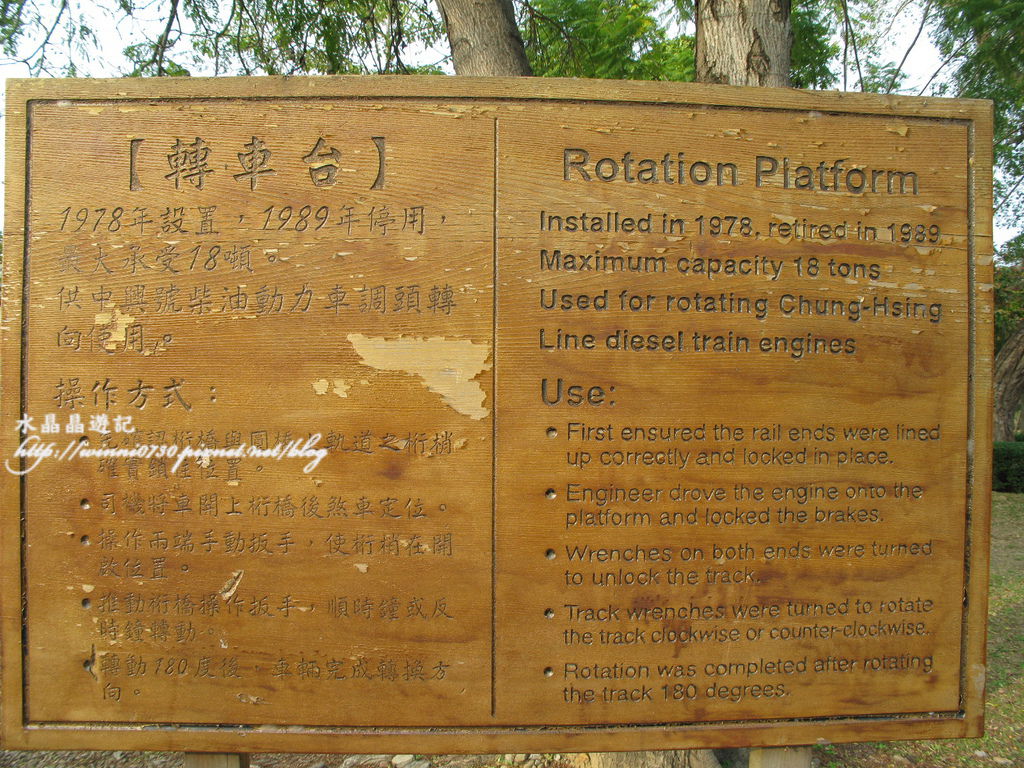 【轉車台】
1978年設置，1989年停用，
最大承受18噸。
供中興號柴油動力車調頭轉
向使用。
操作方式：
確實鎖在位置。
• 司機將車開上桁橋後煞車定位。
• 操作兩端手動扳手，使桁梢在開
啟位置。
• 推動桁橋操作扳手，順時鐘或反
時鐘轉動。
• 轉動180度後，車輛完成轉換方
向。
Rotation Platform
Installed in 1978, retired in 1989
Maximum capacity 18 tons
Used for rotating Chung-Hsing
Line diesel train engines
Use:
• First ensured the rail ends were lined
up correctly and locked in place.
• Engineer drove the engine onto the
platform and locked the brakes.
• Wrenches on both ends were turned
to unlock the track.
• Track wrenches were turned to rotate
the track clockwise or counter-clockwise.
• Rotation was completed after rotating
the track 180 degrees.
水晶晶遊記
http://winni0730.pixnet.net/blog